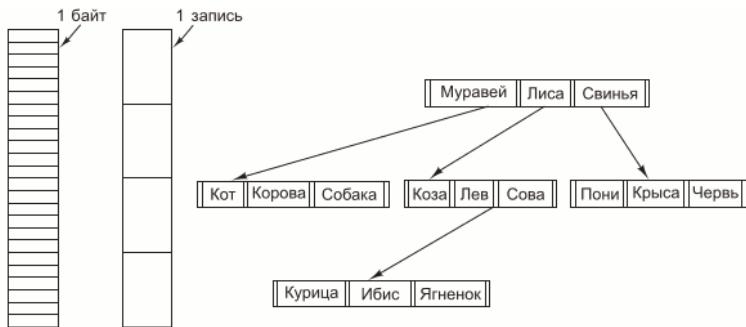 1 байт
1 запись
Муравей Лиса Свинья
Кот Корова Собака
Коза Лев Сова
Пони Крыса Червь
Курица Ибис Ягненок